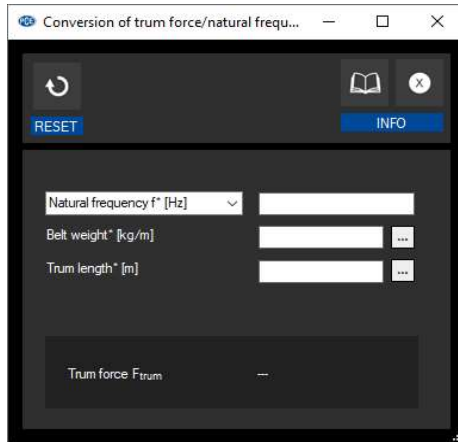 PCE Conversion of trum force/natural frequ...
RESET
X
INFO
Natural frequency f* [Hz]
Belt weight* [kg/m]
...
Trum length* [m]
...
Trum force Ftrum ---